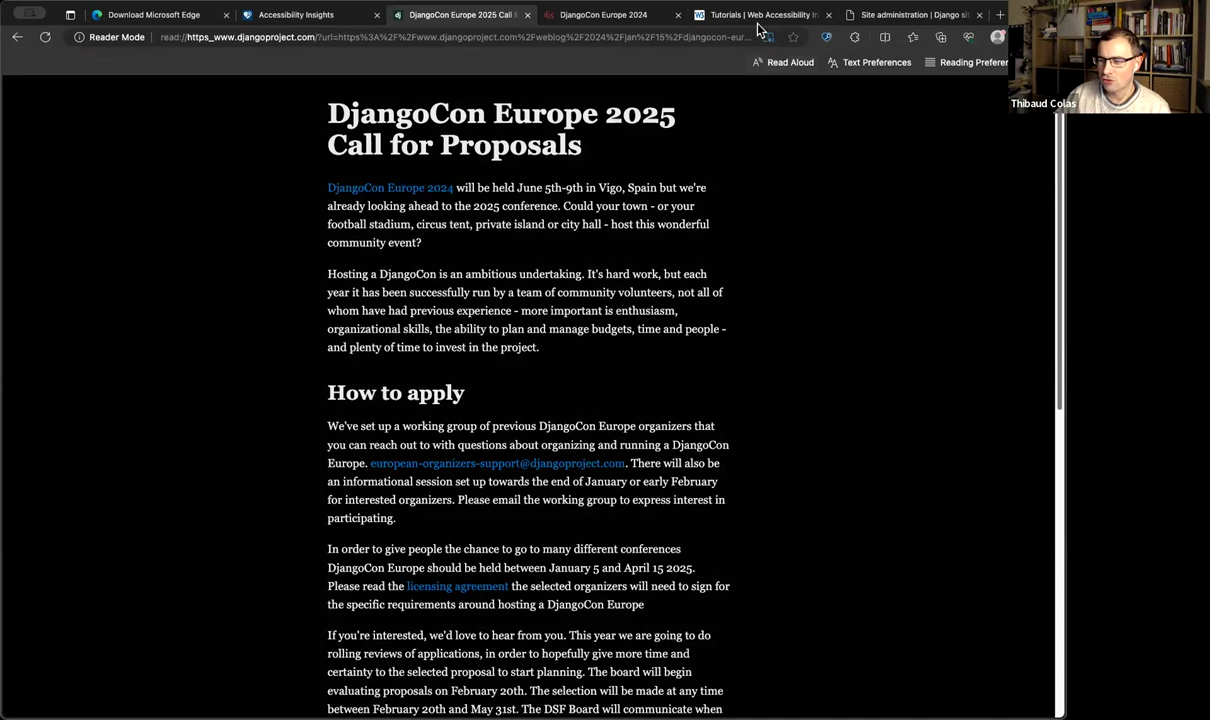 Download Microsoft Edge
Accessibility Insights
DjangoCon Europe 2025 Call f
DjangoCon Europe 2024
Tutorials | Web Accessibility In
Site administration | Django si
Reader Mode
read://https_www.djangoproject.com/?url=https%3A%2F%2Fwww.djangoproject.com%2Fweblog%2F2024%2Fjan%2F15%2Fdjangocon-eur...
Read Aloud
Text Preferences
Reading Prefere
Thibaud Colas
DjangoCon Europe 2025
Call for Proposals
DjangoCon Europe 2024 will be held June 5th-9th in Vigo, Spain but we're
already looking ahead to the 2025 conference. Could your town - or your
football stadium, circus tent, private island or city hall - host this wonderful
community event?
Hosting a DjangoCon is an ambitious undertaking. It's hard work, but each
year it has been successfully run by a team of community volunteers, not all of
whom have had previous experience - more important is enthusiasm,
organizational skills, the ability to plan and manage budgets, time and people -
and plenty of time to invest in the project.
How to apply
We've set up a working group of previous DjangoCon Europe organizers that
you can reach out to with questions about organizing and running a DjangoCon
Europe. european-organizers-support@djangoproject.com. There will also be
an informational session set up towards the end of January or early February
for interested organizers. Please email the working group to express interest in
participating.
In order to give people the chance to go to many different conferences
DjangoCon Europe should be held between January 5 and April 15 2025.
Please read the licensing agreement the selected organizers will need to sign for
the specific requirements around hosting a DjangoCon Europe
If you're interested, we'd love to hear from you. This year we are going to do
rolling reviews of applications, in order to hopefully give more time and
certainty to the selected proposal to start planning. The board will begin
evaluating proposals on February 20th. The selection will be made at any time
between February 20th and May 31st. The DSF Board will communicate when